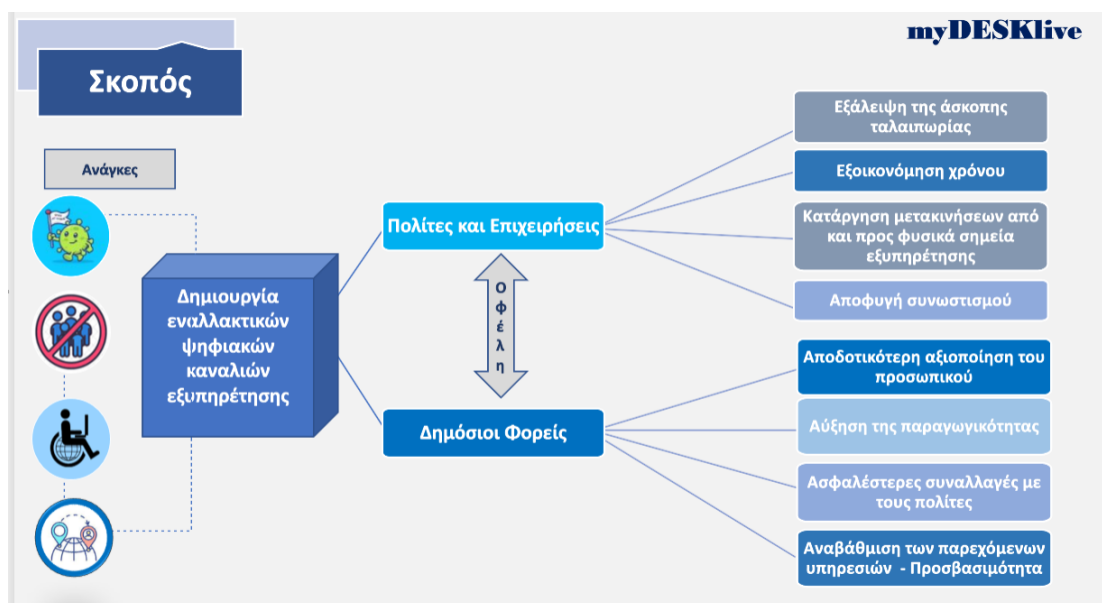 myDESKlive
Σκοπός
Ανάγκες
Δημιουργία
εναλλακτικών
ψηφιακών
καναλιών
εξυπηρέτησης
Πολίτες και Επιχειρήσεις
Οφέλη
Δημόσιοι Φορείς
Εξάλειψη της άσκοπης
ταλαιπωρίας
Εξοικονόμηση χρόνου
Κατάργηση μετακινήσεων από
και προς φυσικά σημεία
εξυπηρέτησης
Αποφυγή συνωστισμού
Αποδοτικότερη αξιοποίηση του
προσωπικού
Αύξηση της παραγωγικότητας
Ασφαλέστερες συναλλαγές με
τους πολίτες
Αναβάθμιση των παρεχόμενων
υπηρεσιών - Προσβασιμότητα